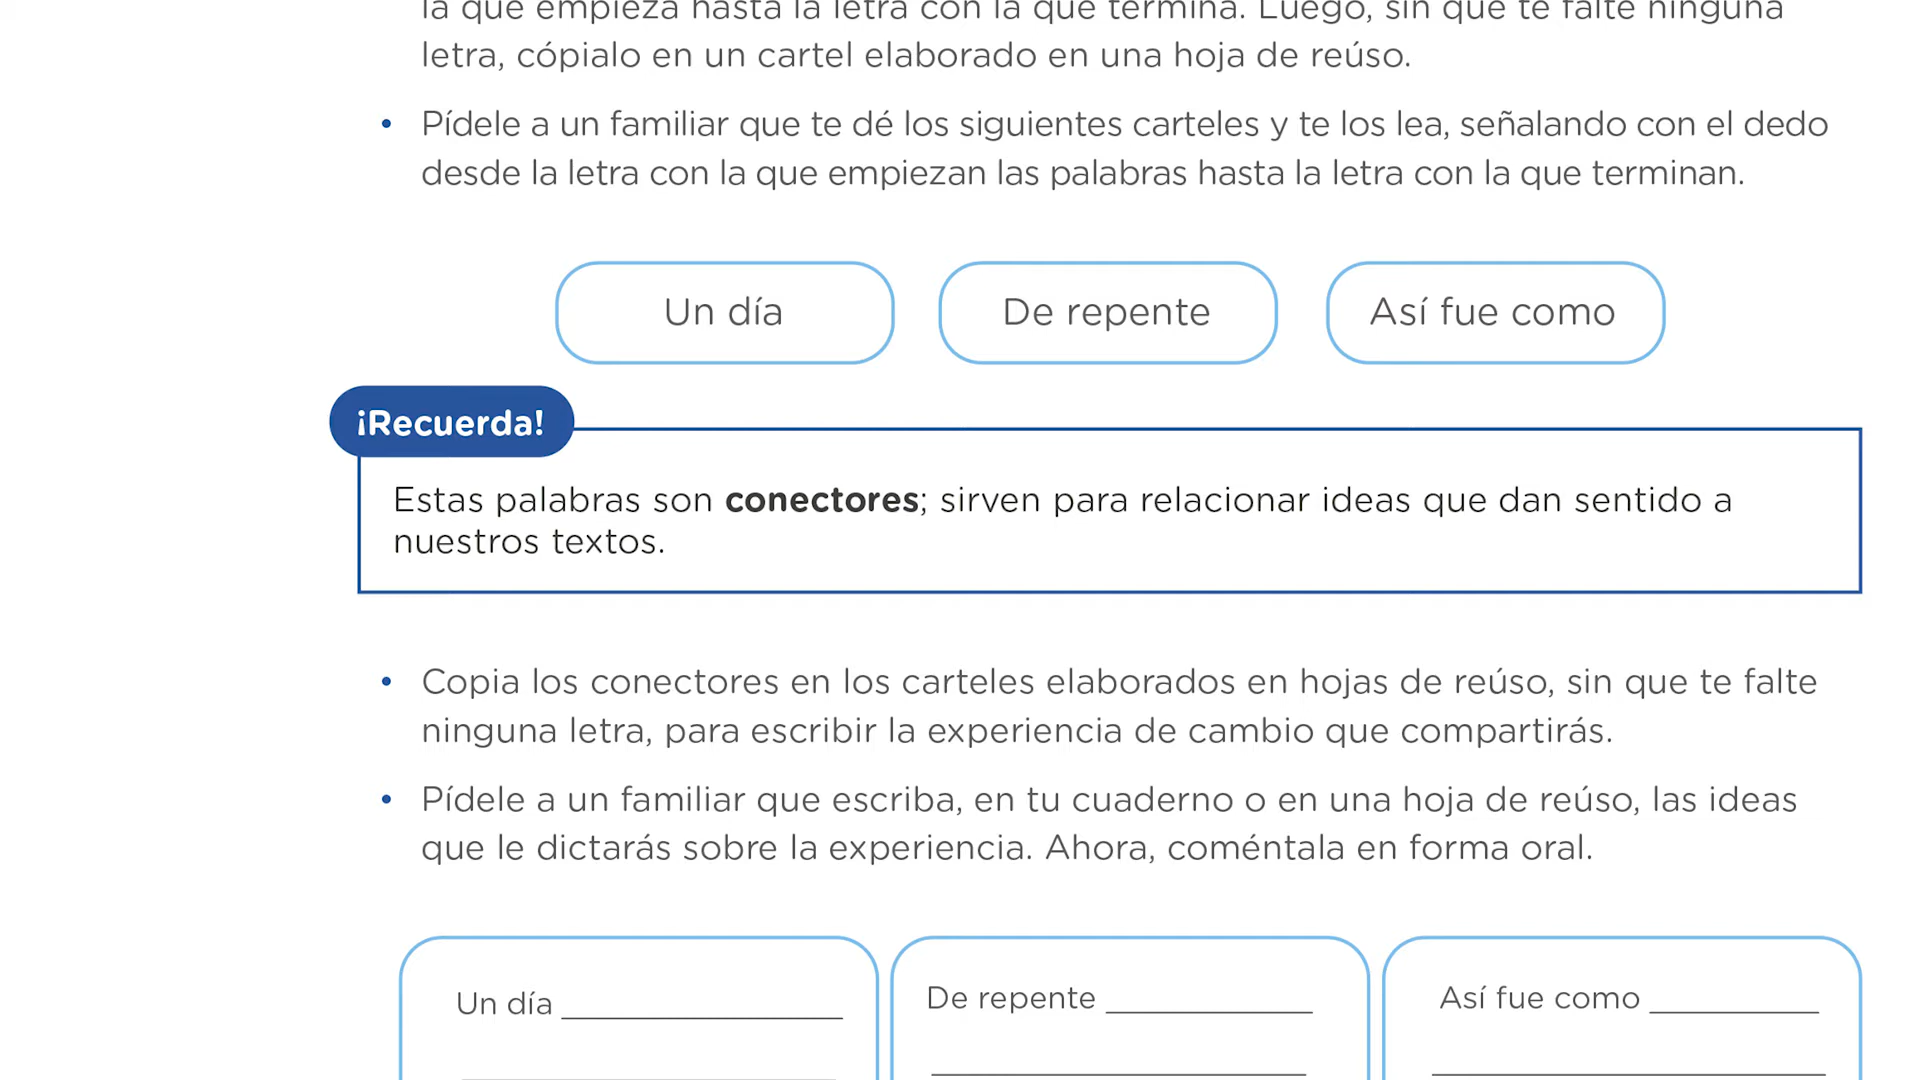 la que empieza hasta la letra con la que termina. Luego, sin que te falte ninguna
letra, cópialo en un cartel elaborado en una hoja de reúso.
• Pídele a un familiar que te dé los siguientes carteles y te los lea, señalando con el dedo
desde la letra con la que empiezan las palabras hasta la letra con la que terminan.
Un día
De repente
Así fue como
¡Recuerda!
Estas palabras son conectores; sirven para relacionar ideas que dan sentido a
nuestros textos.
• Copia los conectores en los carteles elaborados en hojas de reúso, sin que te falte
ninguna letra, para escribir la experiencia de cambio que compartirás.
• Pídele a un familiar que escriba, en tu cuaderno o en una hoja de reúso, las ideas
que le dictarás sobre la experiencia. Ahora, coméntala en forma oral.
Un día
De repente
Así fue como